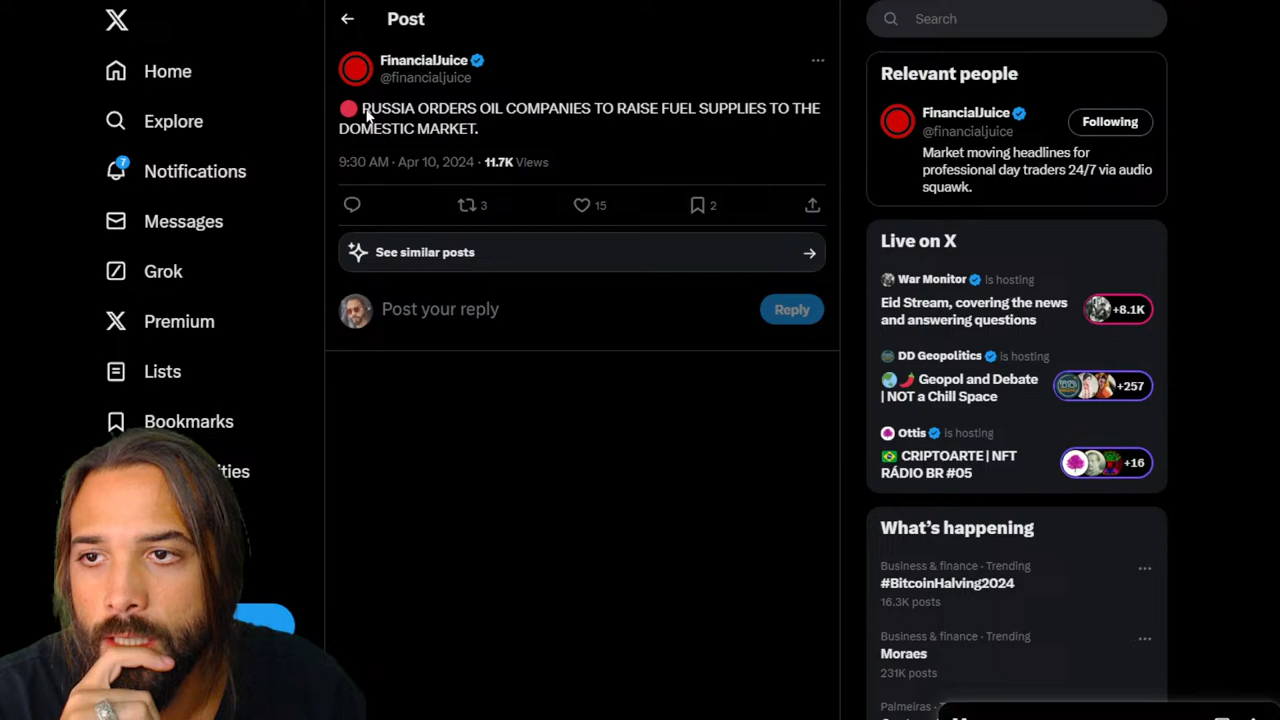 Post
Search
Home
Explore
7
Notifications
Messages
Grok
Premium
Lists
Bookmarks
FinancialJuice
@financialjuice
RUSSIA ORDERS OIL COMPANIES TO RAISE FUEL SUPPLIES TO THE
DOMESTIC MARKET.
9:30 AM · Apr 10, 2024 · 11.7K Views
3
15
2
See similar posts
Post your reply
Reply
Relevant people
FinancialJuice
@financialjuice
Following
Market moving headlines for
professional day traders 24/7 via audio
squawk.
Live on X
War Monitor is hosting
Eid Stream, covering the news
and answering questions
+8.1K
DD Geopolitics is hosting
Geopol and Debate
| NOT a Chill Space
+257
Ottis is hosting
CRIPTOARTE | NFT
RÁDIO BR #05
+16
What's happening
Business & finance · Trending
#BitcoinHalving2024
16.3K posts
Business & finance · Trending
Moraes
231K posts
Palmeiras ·